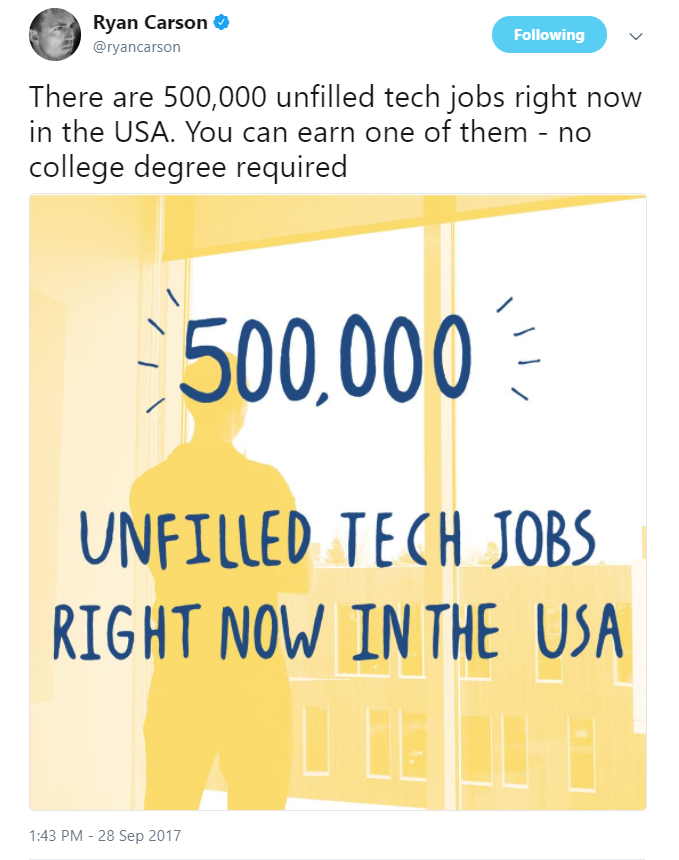 Ryan Carson
@ryancarson
Following
There are 500,000 unfilled tech jobs right now
in the USA. You can earn one of them - no
college degree required
500,000
UNFILLED TECH JOBS
RIGHT NOW IN THE USA
1:43 PM - 28 Sep 2017